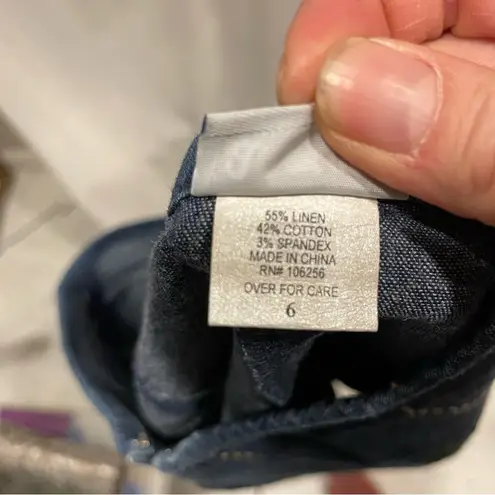 55% LINEN
42% COTTON
3% SPANDEX
MADE IN CHINA
RN# 106256
OVER FOR CARE
6